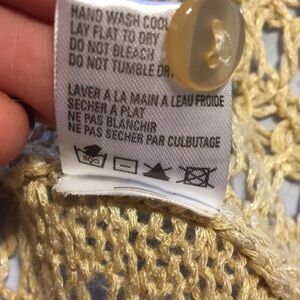 HAND WASH COOL
LAY FLAT TO DRY
DO NOT BLEACH
DO NOT TUMBLE DRY
LAVER A LA MAIN A LEAU FROIDE
SECHER A PLAT
NE PAS BLANCHIR
NE PAS SECHER PAR CULBUTAGE